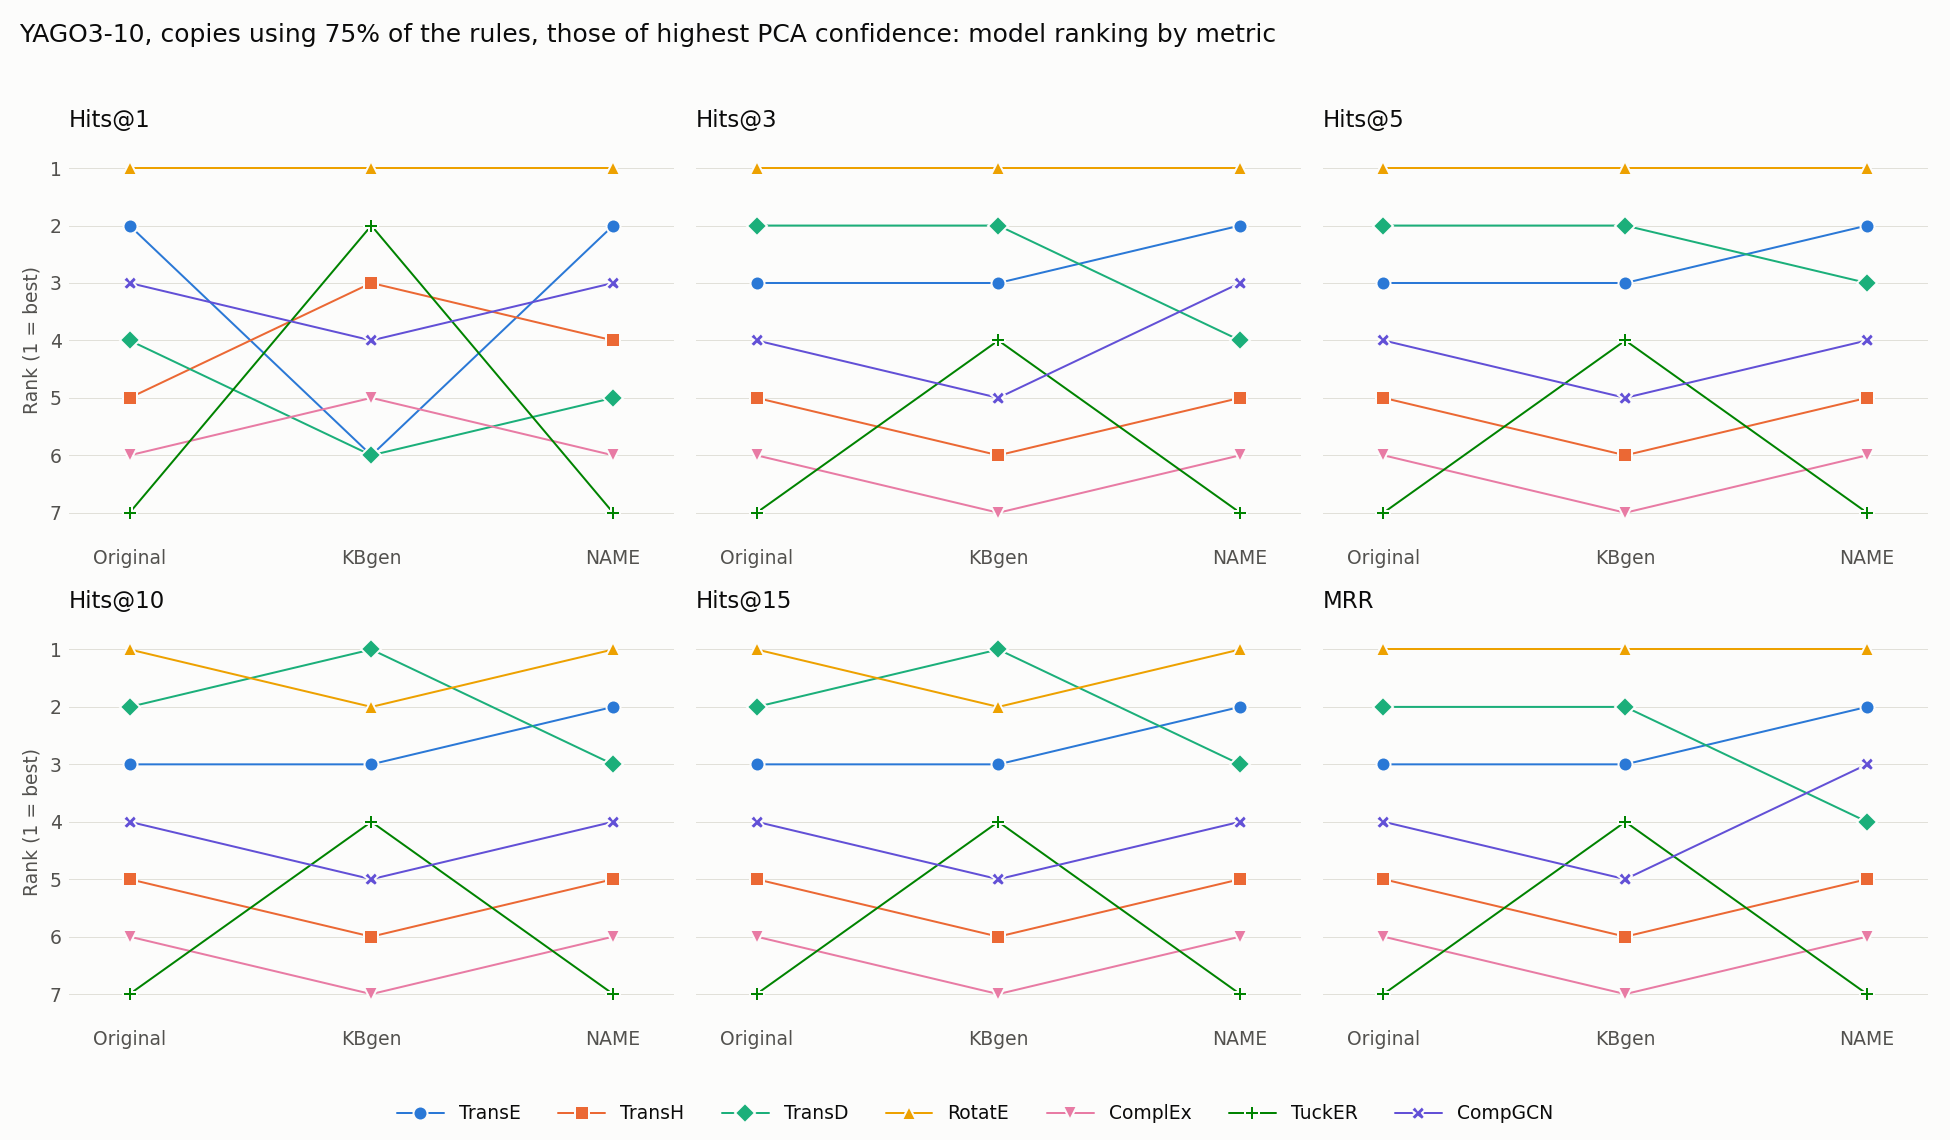 YAGO3-10, copies using 75% of the rules, those of highest PCA confidence: model ranking by metric
Hits@1
Hits@3
Hits@5
Rank (1 = best)
1
2
3
4
5
6
7
Original
KBgen
NAME
Original
KBgen
NAME
Original
KBgen
NAME
Hits@10
Hits@15
MRR
Rank (1 = best)
1
2
3
4
5
6
7
Original
KBgen
NAME
Original
KBgen
NAME
Original
KBgen
NAME
TransE
TransH
TransD
RotatE
ComplEx
TuckER
CompGCN